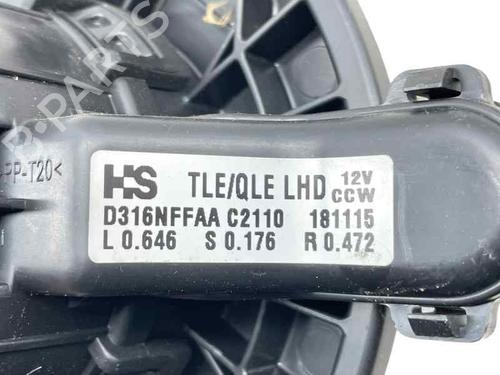 B-PARTS
>PP-T20<
HS TLE/QLE LHD 12V CCW
D316NFFAA C2110 181115
L 0.646 S 0.176 R 0.472